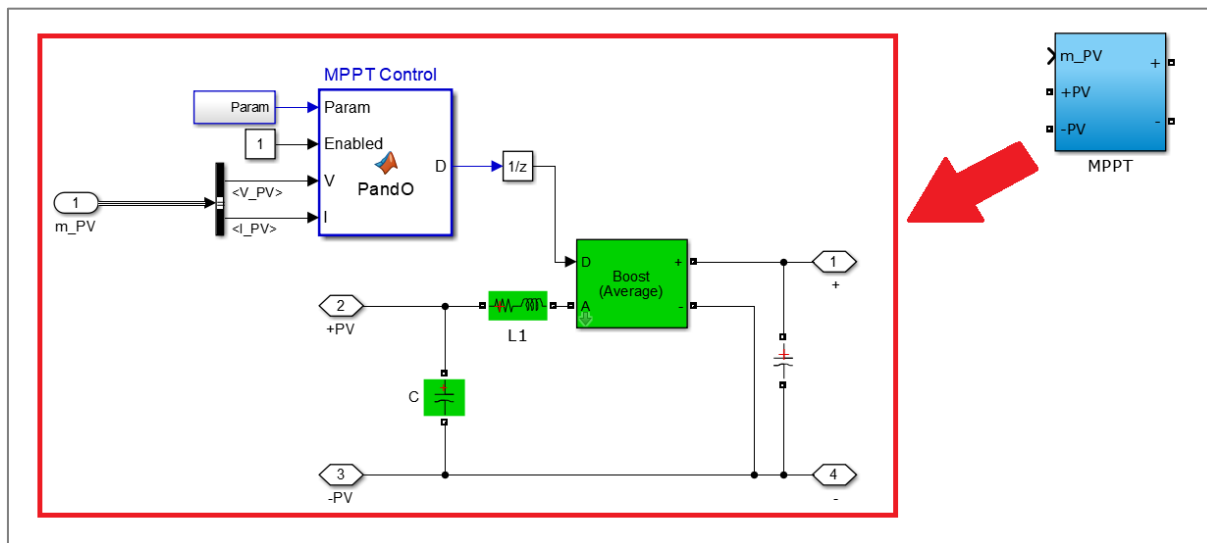 MPPT Control
Param
Param
1
Enabled
V
<V_PV>
I
<I_PV>
PandO
D
1/z
1
m_PV
D
A
Boost
(Average)
+
-
1
+
2
+PV
L1
C
3
-PV
4
-
m_PV
+PV
-PV
+
-
MPPT